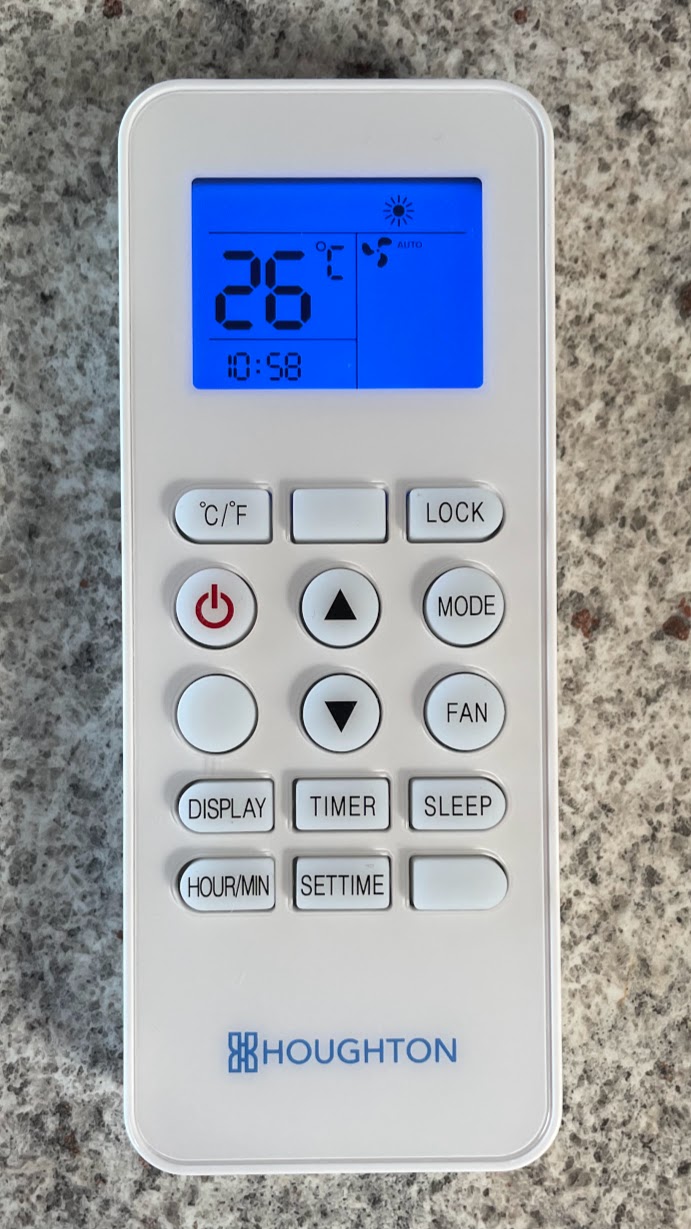 26°C
AUTO
10:58
°C/°F
LOCK
MODE
FAN
DISPLAY
TIMER
SLEEP
HOUR/MIN
SETTIME
HOUGHTON